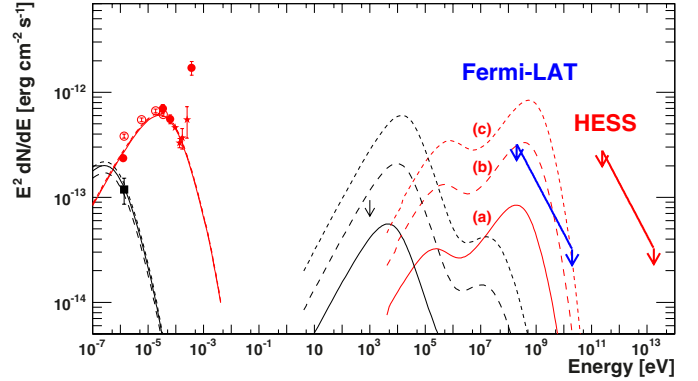 E² dN/dE [erg cm⁻² s⁻¹]
10⁻¹²
10⁻¹³
10⁻¹⁴
Fermi-LAT
HESS
(c)
(b)
(a)
10⁻⁷ 10⁻⁵ 10⁻³ 10⁻¹ 10 10³ 10⁵ 10⁷ 10⁹ 10¹¹ 10¹³
Energy [eV]